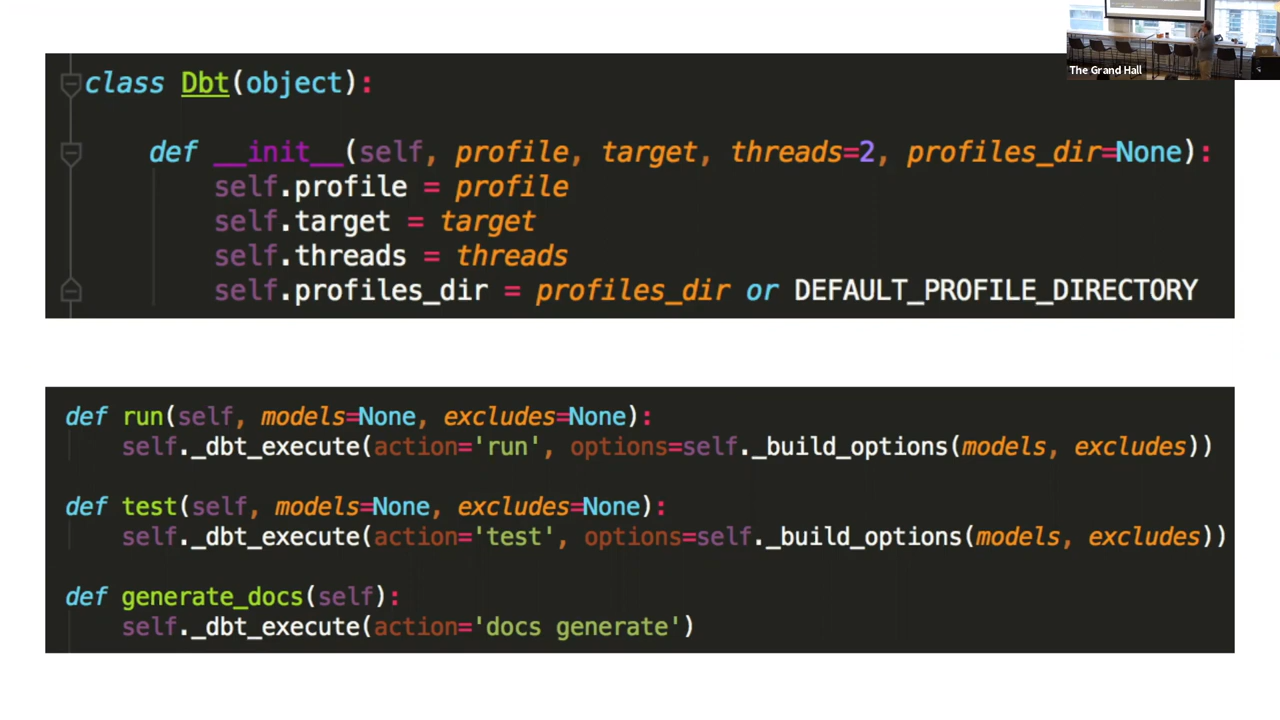 The Grand Hall
class Dbt(object):
def __init__(self, profile, target, threads=2, profiles_dir=None):
self.profile = profile
self.target = target
self.threads = threads
self.profiles_dir = profiles_dir or DEFAULT_PROFILE_DIRECTORY
def run(self, models=None, excludes=None):
self._dbt_execute(action='run', options=self._build_options(models, excludes))
def test(self, models=None, excludes=None):
self._dbt_execute(action='test', options=self._build_options(models, excludes))
def generate_docs(self):
self._dbt_execute(action='docs generate')